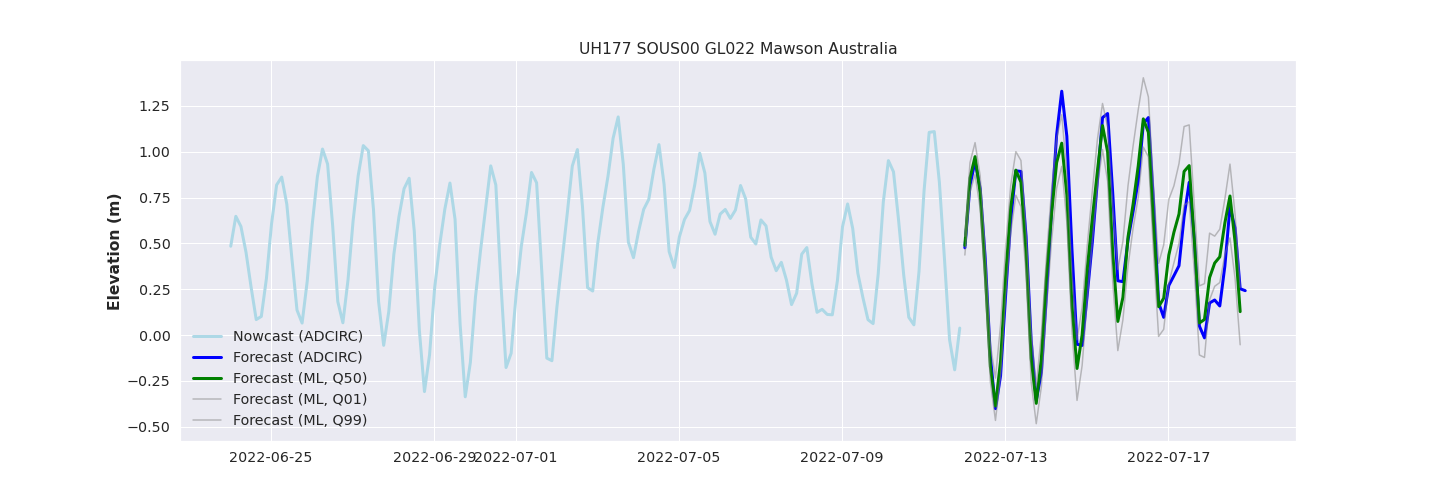 UH177 SOUS00 GL022 Mawson Australia
Elevation (m)
1.25
1.00
0.75
0.50
0.25
0.00
−0.25
−0.50
Nowcast (ADCIRC)
Forecast (ADCIRC)
Forecast (ML, Q50)
Forecast (ML, Q01)
Forecast (ML, Q99)
2022-06-25 2022-06-29 2022-07-01 2022-07-05 2022-07-09 2022-07-13 2022-07-17